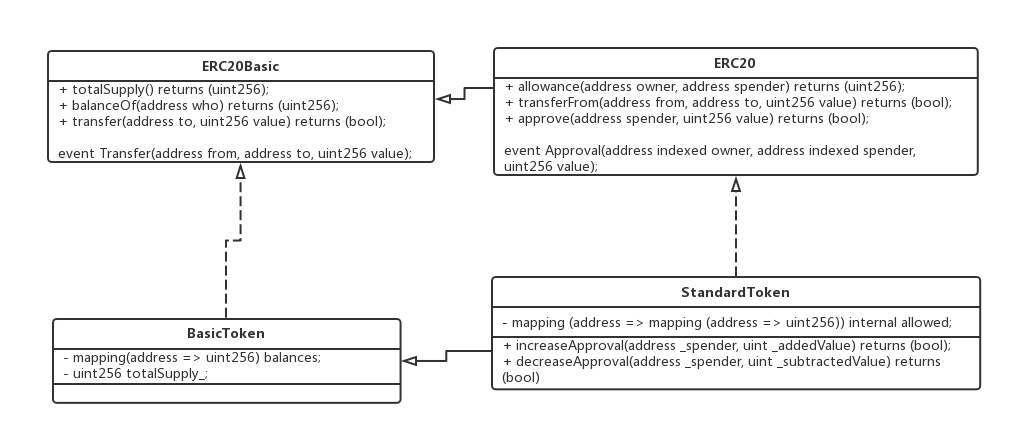 ERC20Basic
+ totalSupply() returns (uint256);
+ balanceOf(address who) returns (uint256);
+ transfer(address to, uint256 value) returns (bool);
event Transfer(address from, address to, uint256 value);
ERC20
+ allowance(address owner, address spender) returns (uint256);
+ transferFrom(address from, address to, uint256 value) returns (bool);
+ approve(address spender, uint256 value) returns (bool);
event Approval(address indexed owner, address indexed spender,
uint256 value);
BasicToken
- mapping(address => uint256) balances;
- uint256 totalSupply_;
StandardToken
- mapping (address => mapping (address => uint256)) internal allowed;
+ increaseApproval(address _spender, uint _addedValue) returns (bool);
+ decreaseApproval(address _spender, uint _subtractedValue) returns
(bool)